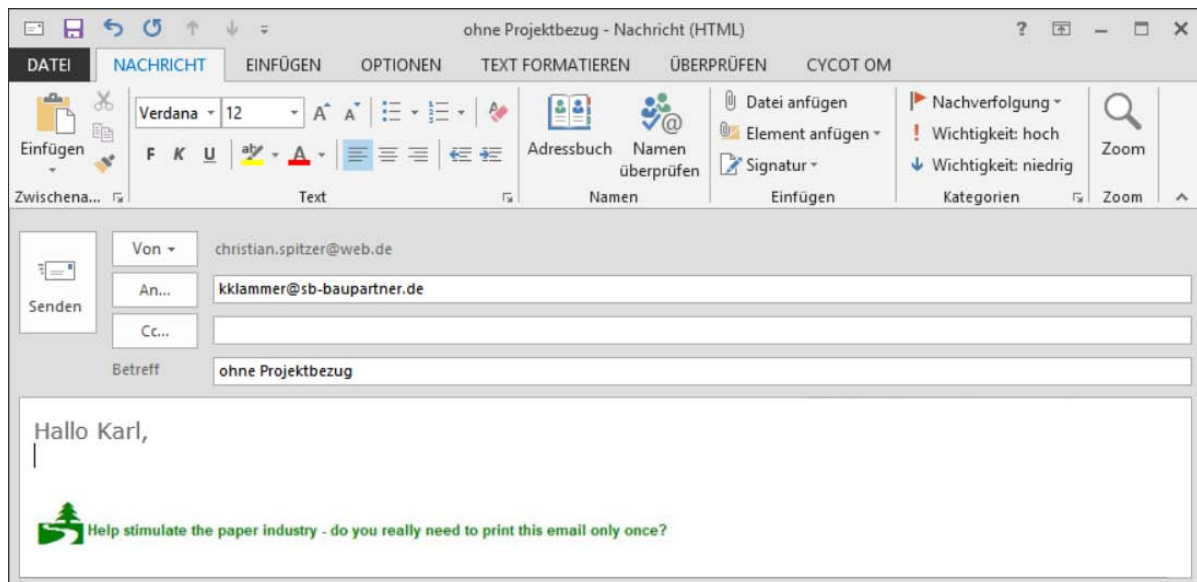 ohne Projektbezug - Nachricht (HTML)
?
DATEI NACHRICHT EINFÜGEN OPTIONEN TEXT FORMATIEREN ÜBERPRÜFEN CYCOT OM
Verdana 12 A A
Datei anfügen
Nachverfolgung
Element anfügen
! Wichtigkeit: hoch
Einfügen
F K U aby A
Adressbuch
Namen
überprüfen
Signatur
Wichtigkeit: niedrig
Zoom
Zwischena... Text Namen Einfügen Kategorien Zoom
Senden
Von christian.spitzer@web.de
An... kklammer@sb-baupartner.de
Cc...
Betreff ohne Projektbezug
Hallo Karl,
Help stimulate the paper industry - do you really need to print this email only once?